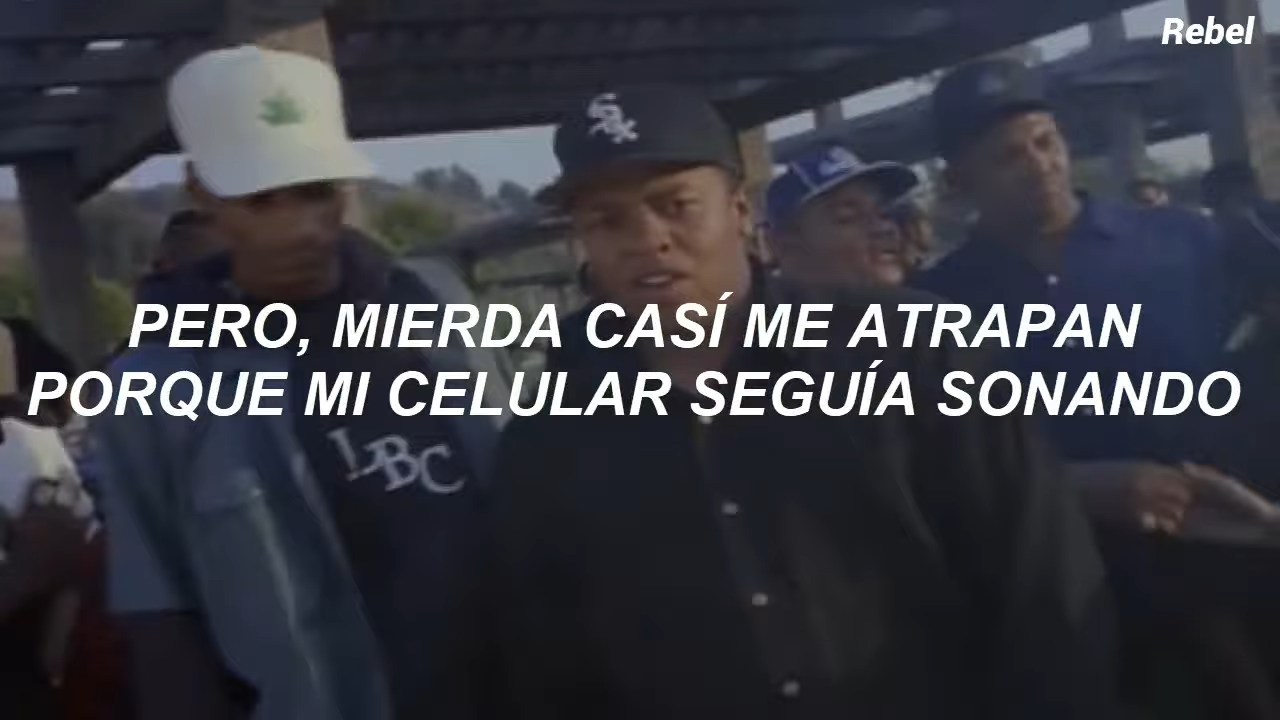 Rebel
Sox
PERO, MIERDA CASÍ ME ATRAPAN
PORQUE MI CELULAR SEGUÍA SONANDO
LBC